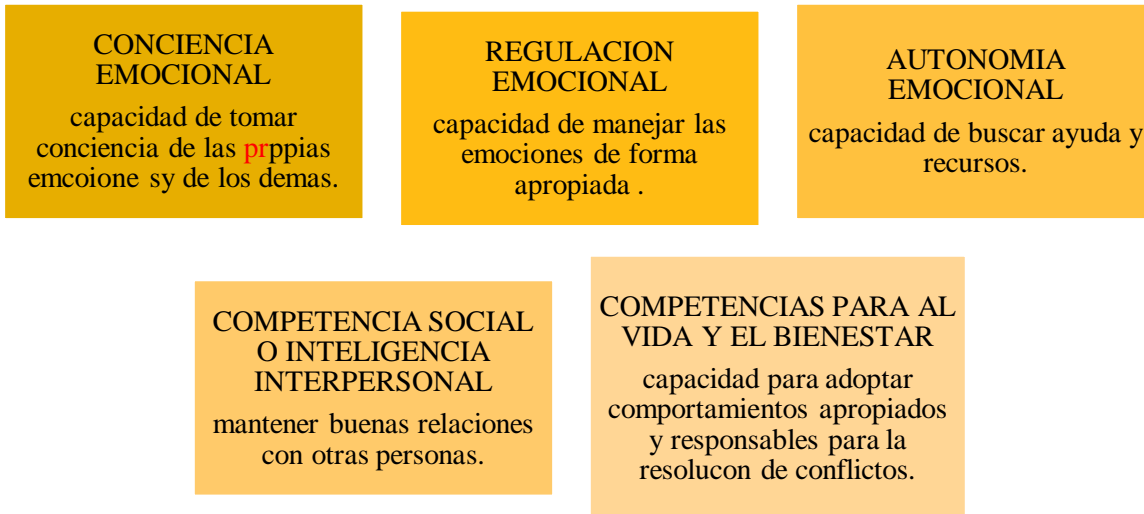 CONCIENCIA
EMOCIONAL
capacidad de tomar
conciencia de las prppias
emcoione sy de los demas.
REGULACION
EMOCIONAL
capacidad de manejar las
emociones de forma
apropiada .
AUTONOMIA
EMOCIONAL
capacidad de buscar ayuda y
recursos.
COMPETENCIA SOCIAL
O INTELIGENCIA
INTERPERSONAL
mantener buenas relaciones
con otras personas.
COMPETENCIAS PARA AL
VIDA Y EL BIENESTAR
capacidad para adoptar
comportamientos apropiados
y responsables para la
resolucon de conflictos.